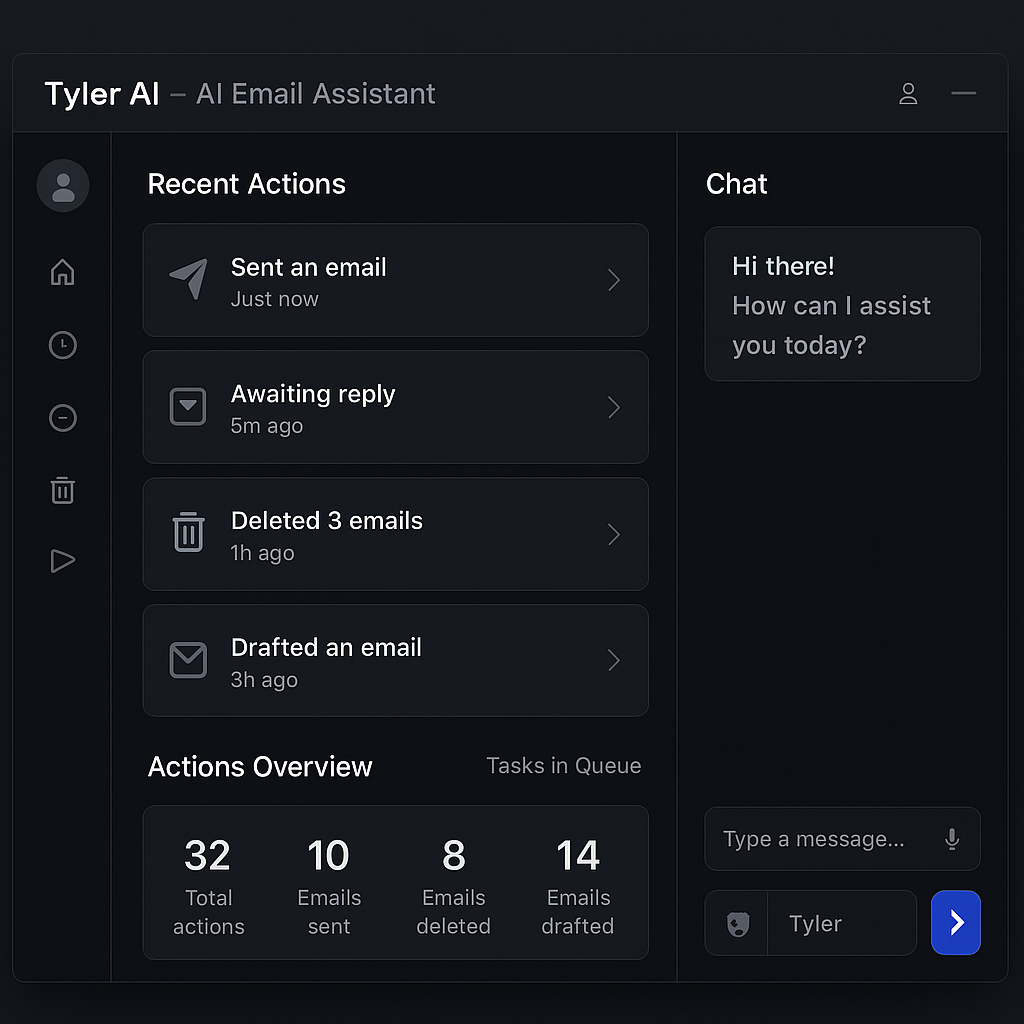 Tyler AI – AI Email Assistant
Recent Actions
Sent an email
Just now
Awaiting reply
5m ago
Deleted 3 emails
1h ago
Drafted an email
3h ago
Actions Overview
Tasks in Queue
32
Total
actions
10
Emails
sent
8
Emails
deleted
14
Emails
drafted
Chat
Hi there!
How can I assist
you today?
Type a message...
Tyler